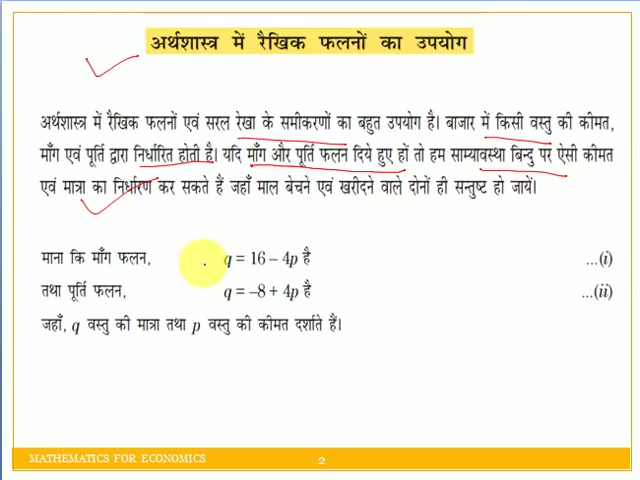 अर्थशास्त्र में रैखिक फलनों का उपयोग
अर्थशास्त्र में रैखिक फलनों एवं सरल रेखा के समीकरणों का बहुत उपयोग है। बाजार में किसी वस्तु की कीमत,
माँग एवं पूर्ति द्वारा निर्धारित होती है। यदि माँग और पूर्ति फलन दिये हुए हों तो हम साम्यावस्था बिन्दु पर ऐसी कीमत
एवं मात्रा का निर्धारण कर सकते हैं जहाँ माल बेचने एवं खरीदने वाले दोनों ही सन्तुष्ट हो जायें।
माना कि माँग फलन, q = 16 – 4p है ...(i)
तथा पूर्ति फलन, q = –8 + 4p है ...(ii)
जहाँ, q वस्तु की मात्रा तथा p वस्तु की कीमत दर्शाते हैं।
MATHEMATICS FOR ECONOMICS 2